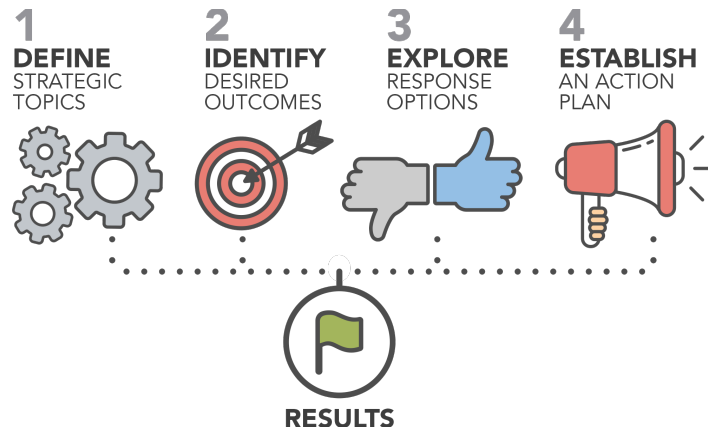 1
DEFINE
STRATEGIC
TOPICS
2
IDENTIFY
DESIRED
OUTCOMES
3
EXPLORE
RESPONSE
OPTIONS
4
ESTABLISH
AN ACTION
PLAN
RESULTS